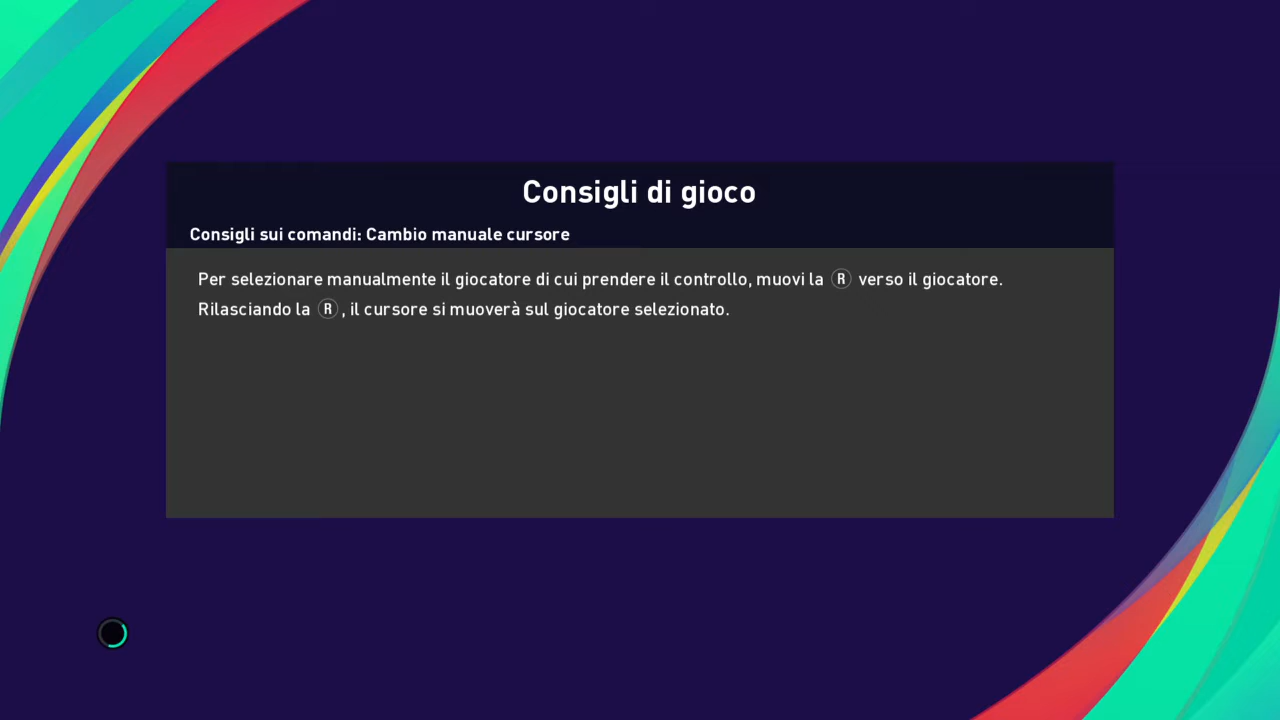 Consigli di gioco
Consigli sui comandi: Cambio manuale cursore
Per selezionare manualmente il giocatore di cui prendere il controllo, muovi la R verso il giocatore.
Rilasciando la R, il cursore si muoverà sul giocatore selezionato.